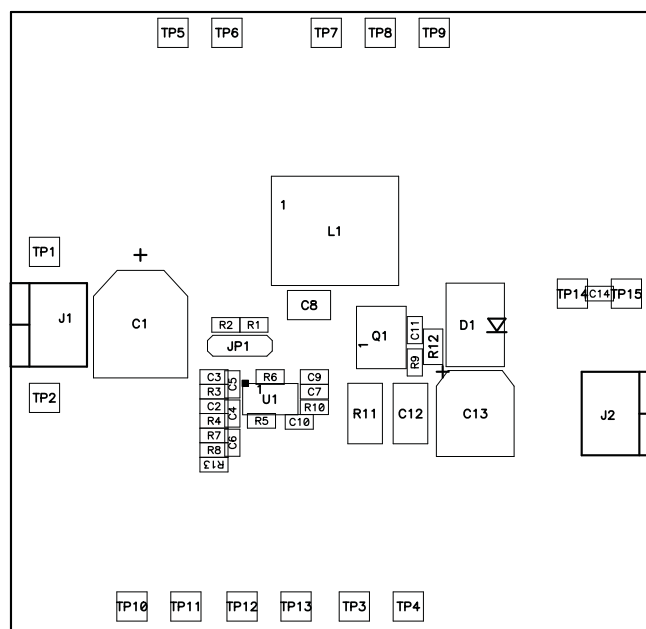 TP5 TP6 TP7 TP8 TP9
1
L1
TP1
+
C8
TP14 C14 TP15
J1 C1
R2 R1
JP1
Q1
1
C11
R9
R12
D1
C3 C5 R6 C9
R3 1 U1 C7
C2 C4 R10
R4 R5 C10
R7 C6
R8
R13
TP2
R11 C12
+
C13
J2
TP10 TP11 TP12 TP13 TP3 TP4